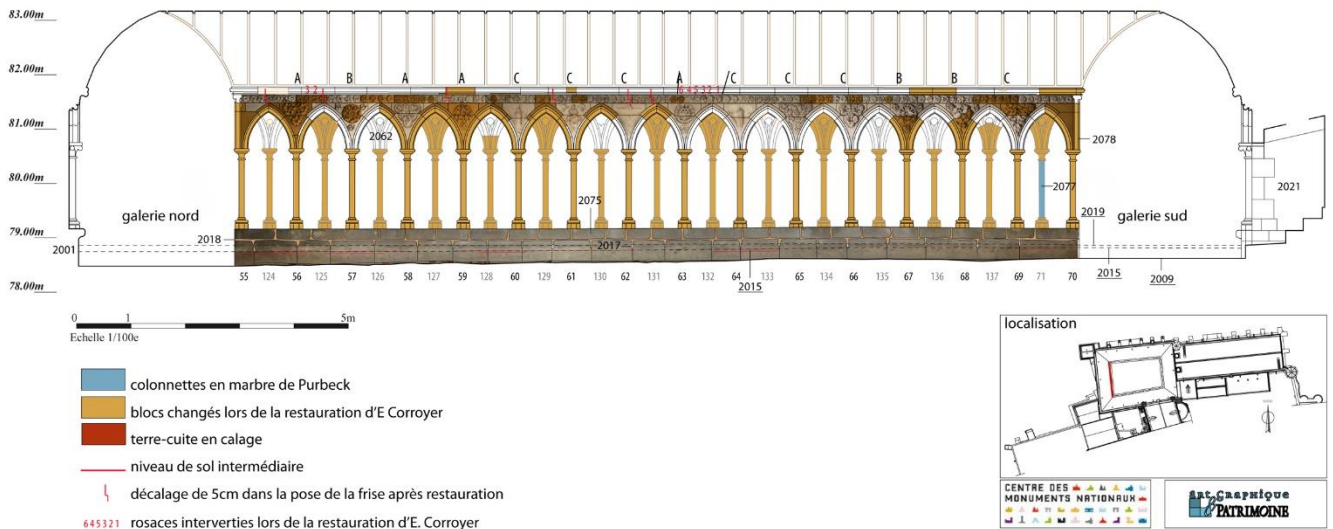 83.00m
82.00m
81.00m
80.00m
79.00m
78.00m
A B A A C C C A C C C B B C
3 2 6 4 5 3 2 1
2062
2078
2077
2075
2021
galerie nord
galerie sud
2018
2017
2019
2001
2015
2015
2009
55 124 56 125 57 126 58 127 59 128 60 129 61 130 62 131 63 132 64 133 65 134 66 135 67 136 68 137 69 71 70
0 1 5m
Echelle 1/100e
colonnettes en marbre de Purbeck
blocs changés lors de la restauration d'E Corroyer
terre-cuite en calage
niveau de sol intermédiaire
décalage de 5cm dans la pose de la frise après restauration
645321 rosaces interverties lors de la restauration d'E. Corroyer
localisation
CENTRE DES
MONUMENTS NATIONAUX
Art Graphique
& PATRIMOINE